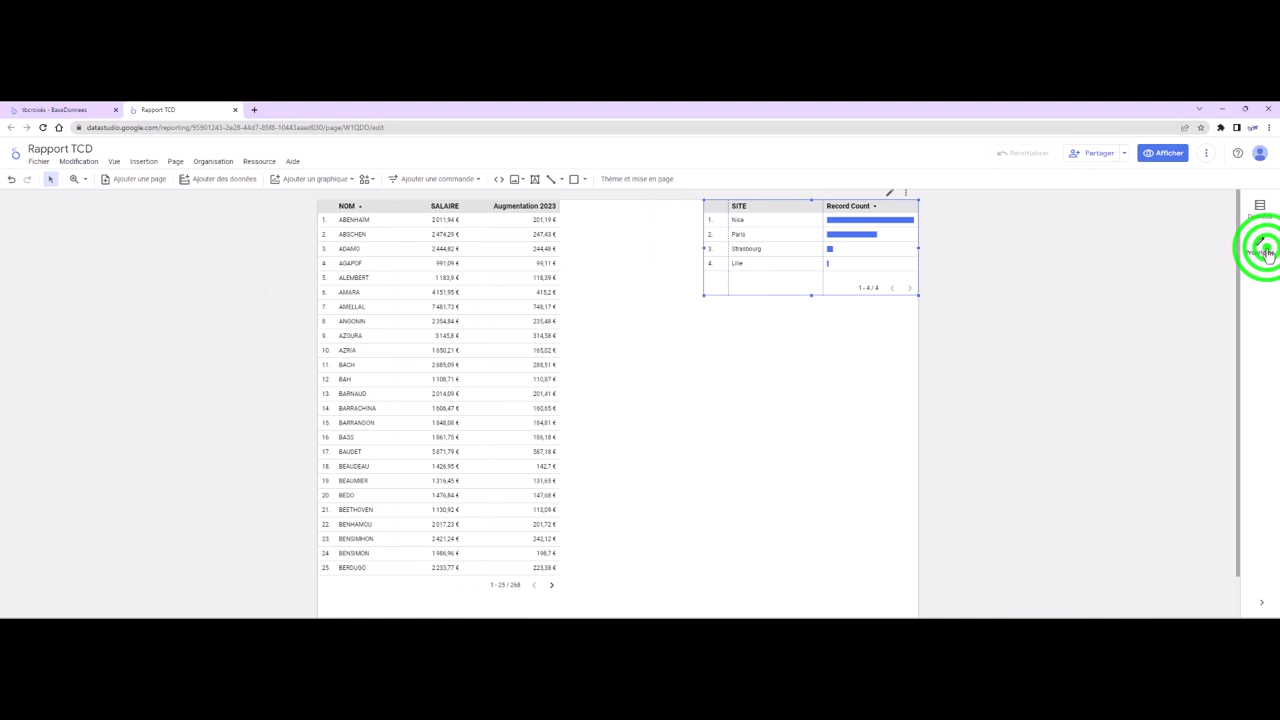 tbcroisés - BaseDonnees
Rapport TCD
datastudio.google.com/reporting/95901243-2e28-44d7-85f8-10443aaed030/page/W1QDD/edit
Rapport TCD
Fichier Modification Vue Insertion Page Organisation Ressource Aide
Réinitialiser Partager Afficher
Ajouter une page Ajouter des données Ajouter un graphique Ajouter une commande Thème et mise en page
NOM SALAIRE Augmentation 2023
1. ABENHAÏM 2 011,94 € 201,19 €
2. ABSCHEN 2 474,29 € 247,43 €
3. ADAMO 2 444,82 € 244,48 €
4. AGAPOF 991,09 € 99,11 €
5. ALEMBERT 1 183,9 € 118,39 €
6. AMARA 4 151,95 € 415,2 €
7. AMELLAL 7 481,73 € 748,17 €
8. ANGONIN 2 354,84 € 235,48 €
9. AZOURA 3 145,8 € 314,58 €
10. AZRIA 1 650,21 € 165,02 €
11. BACH 2 885,09 € 288,51 €
12. BAH 1 108,71 € 110,87 €
13. BARNAUD 2 014,09 € 201,41 €
14. BARRACHINA 1 606,47 € 160,65 €
15. BARRANDON 1 848,08 € 184,81 €
16. BASS 1 861,75 € 186,18 €
17. BAUDET 5 871,79 € 587,18 €
18. BEAUDEAU 1 426,95 € 142,7 €
19. BEAUMIER 1 316,45 € 131,65 €
20. BEDO 1 476,84 € 147,68 €
21. BEETHOVEN 1 130,92 € 113,09 €
22. BENHAMOU 2 017,23 € 201,72 €
23. BENSIMHON 2 421,24 € 242,12 €
24. BENSIMON 1 986,96 € 198,7 €
25. BERDUGO 2 233,77 € 223,38 €
1 - 25 / 268
SITE Record Count
1. Nice
2. Paris
3. Strasbourg
4. Lille
1 - 4 / 4